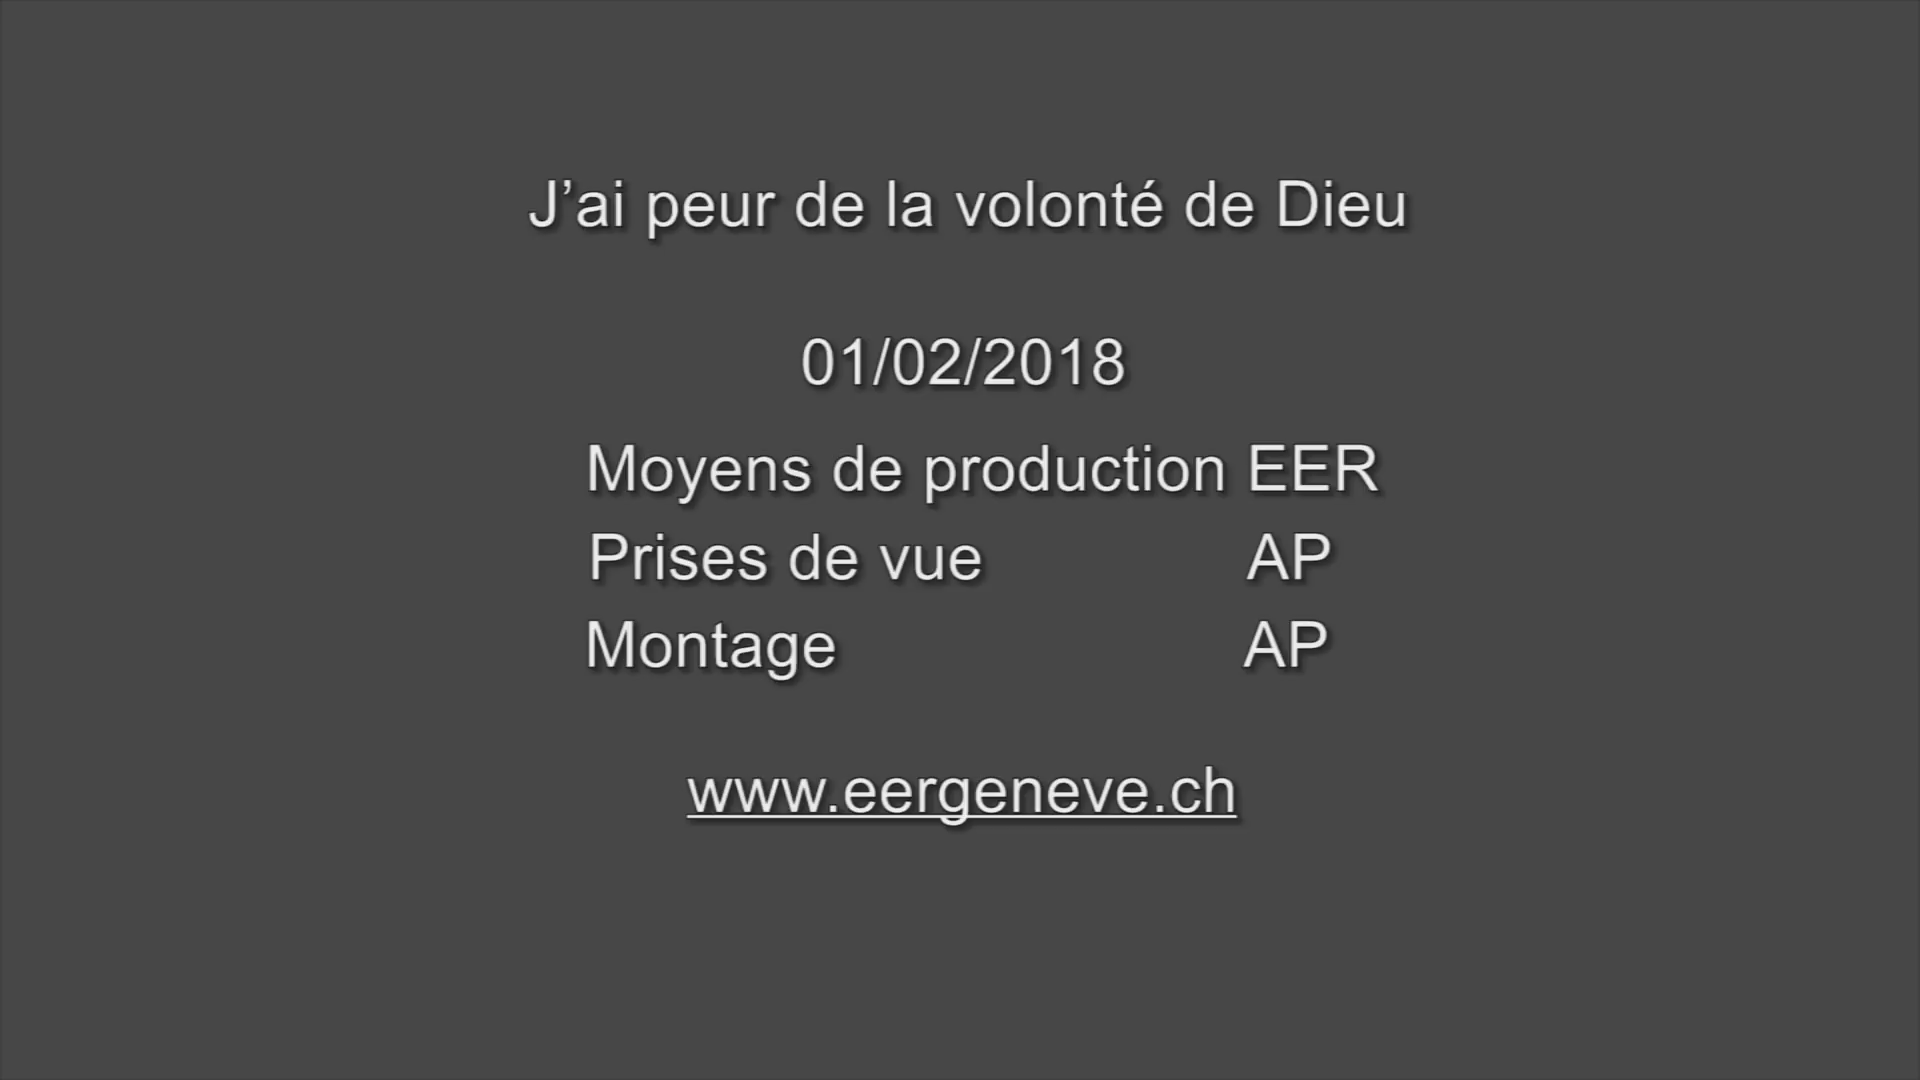 J’ai peur de la volonté de Dieu
01/02/2018
Moyens de production EER
Prises de vue AP
Montage AP
www.eergeneve.ch